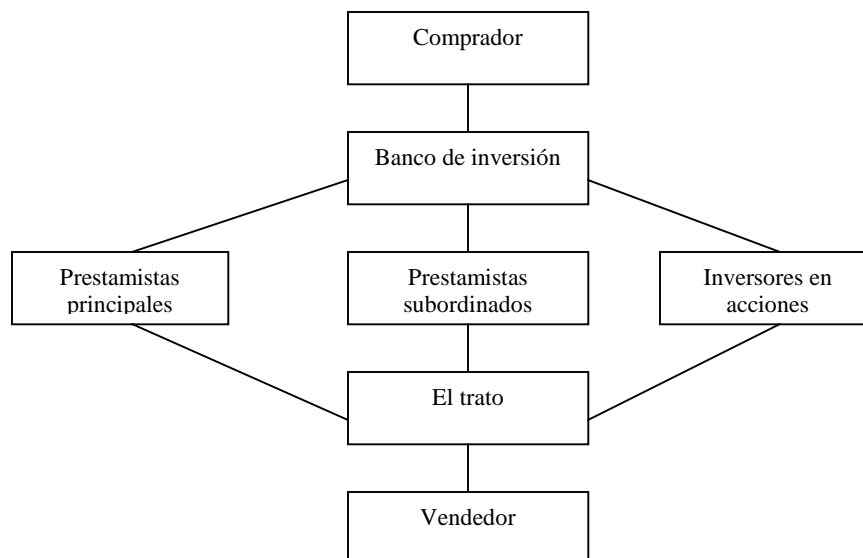 Comprador
Banco de inversión
Prestamistas
principales
Prestamistas
subordinados
Inversores en
acciones
El trato
Vendedor